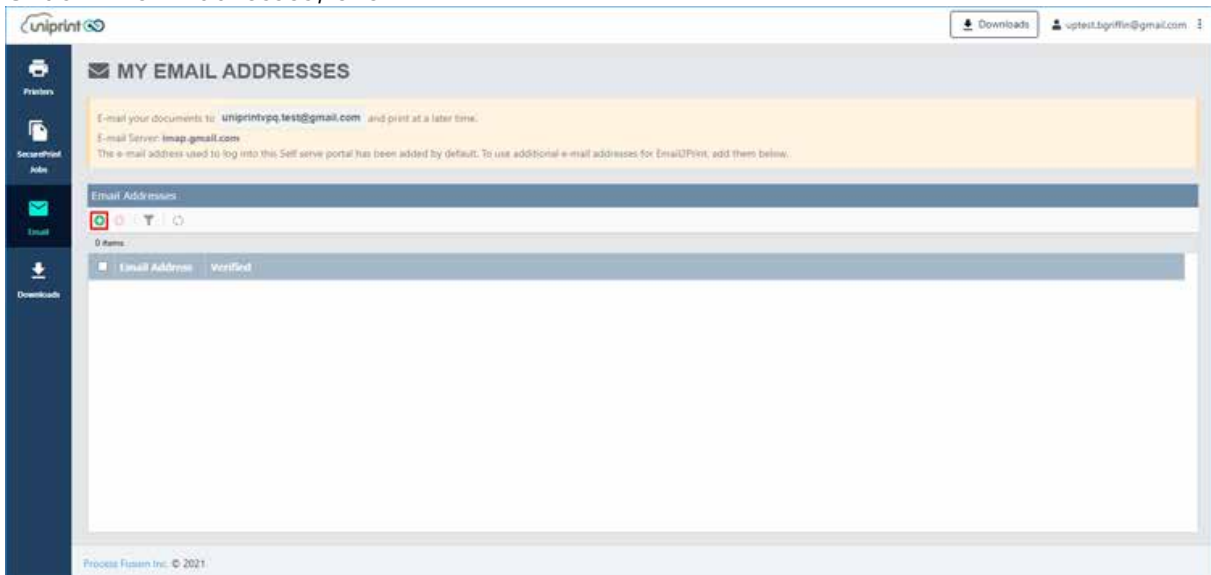 uniprint
Downloads
uptest.bgriffin@gmail.com
Printers
SecurePrint
Jobs
Email
Downloads
MY EMAIL ADDRESSES
E-mail your documents to uniprintvpq.test@gmail.com and print at a later time.
E-mail Server: imap.gmail.com
The e-mail address used to log into this Self serve portal has been added by default. To use additional e-mail addresses for Email2Print, add them below.
Email Addresses
0 items
Email Address Verified
Process Fusion Inc. © 2021